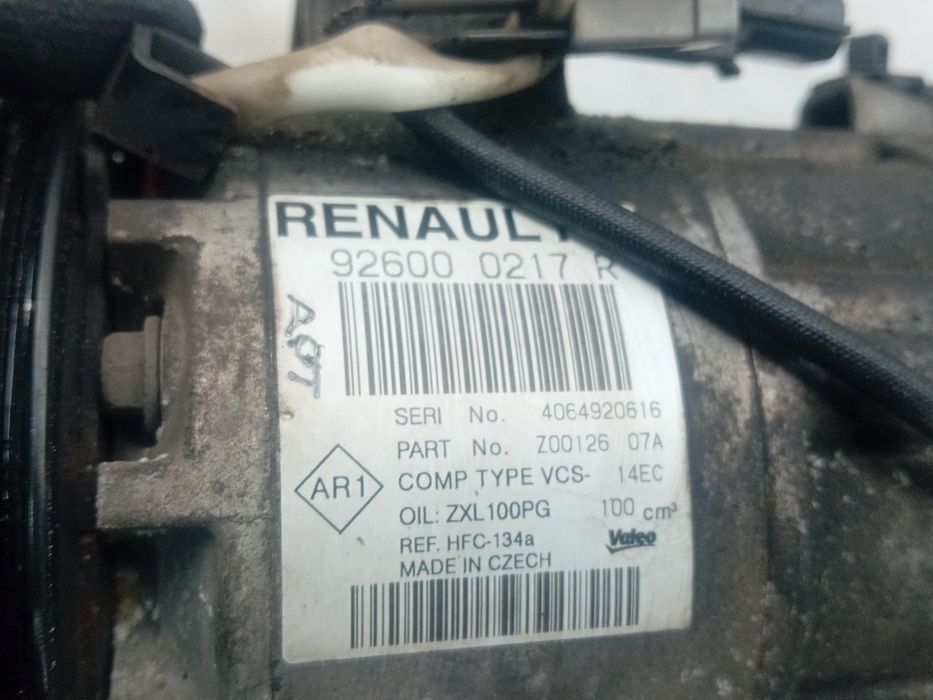 RENAULT
92600 0217 R
SERI No. 4064920616
PART No. Z00126 07A
COMP TYPE VCS- 14EC
AR1
OIL: ZXL100PG 100 cm³
REF. HFC-134a
Valeo
MADE IN CZECH